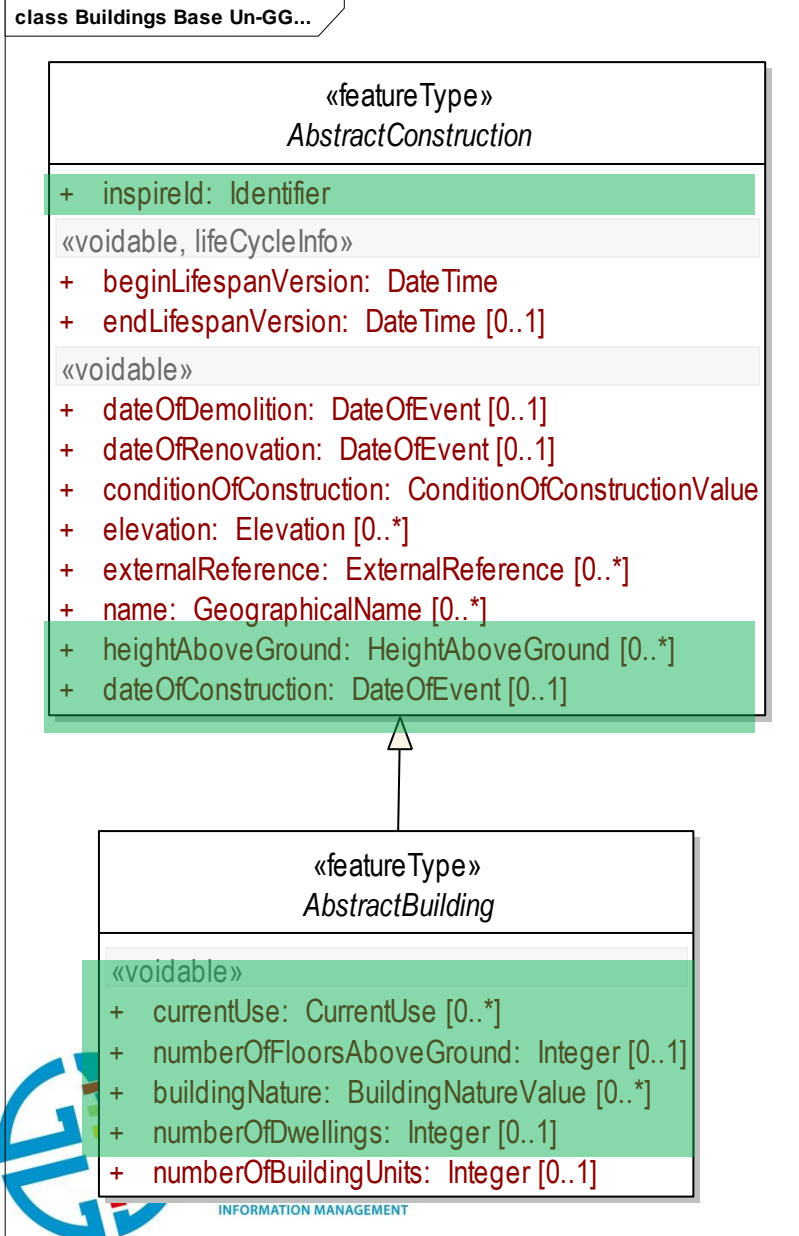 class Buildings Base Un-GG...
«featureType»
AbstractConstruction
+ inspireId: Identifier
«voidable, lifeCycleInfo»
+ beginLifespanVersion: DateTime
+ endLifespanVersion: DateTime [0..1]
«voidable»
+ dateOfDemolition: DateOfEvent [0..1]
+ dateOfRenovation: DateOfEvent [0..1]
+ conditionOfConstruction: ConditionOfConstructionValue
+ elevation: Elevation [0..*]
+ externalReference: ExternalReference [0..*]
+ name: GeographicalName [0..*]
+ heightAboveGround: HeightAboveGround [0..*]
+ dateOfConstruction: DateOfEvent [0..1]
«featureType»
AbstractBuilding
«voidable»
+ currentUse: CurrentUse [0..*]
+ numberOfFloorsAboveGround: Integer [0..1]
+ buildingNature: BuildingNatureValue [0..*]
+ numberOfDwellings: Integer [0..1]
+ numberOfBuildingUnits: Integer [0..1]
INFORMATION MANAGEMENT